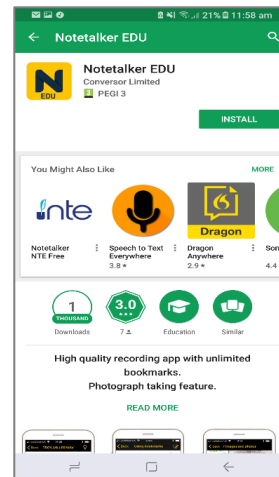 21% 11:58 am
Notetalker EDU
N
EDU
Notetalker EDU
Conversor Limited
3 PEGI 3
INSTALL
You Might Also Like
MORE
nte
Dragon
Notetalker
NTE Free
Speech to Text
Everywhere
3.8 ★
Dragon
Anywhere
2.9 ★
Son
4.4
1
THOUSAND
Downloads
3.0
7
Education
Similar
High quality recording app with unlimited
bookmarks.
Photograph taking feature.
READ MORE